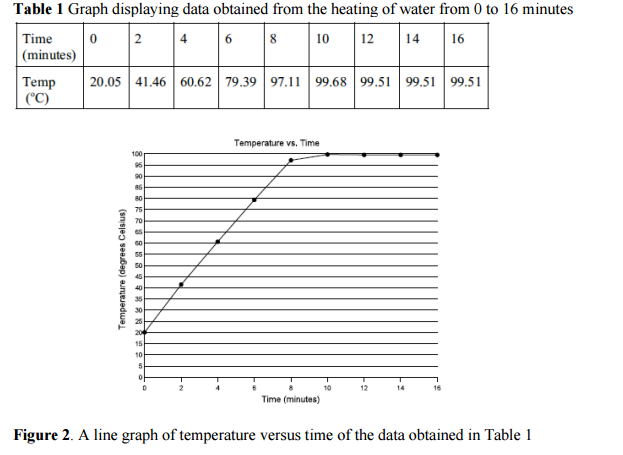 Table 1 Graph displaying data obtained from the heating of water from 0 to 16 minutes
Time (minutes) 0 2 4 6 8 10 12 14 16
Temp (°C) 20.05 41.46 60.62 79.39 97.11 99.68 99.51 99.51 99.51
Temperature vs. Time
Temperature (degrees Celsius)
100
95
90
85
80
75
70
65
60
55
50
45
40
35
30
25
20
15
10
5
0
0 2 4 6 8 10 12 14 16
Time (minutes)
Figure 2. A line graph of temperature versus time of the data obtained in Table 1